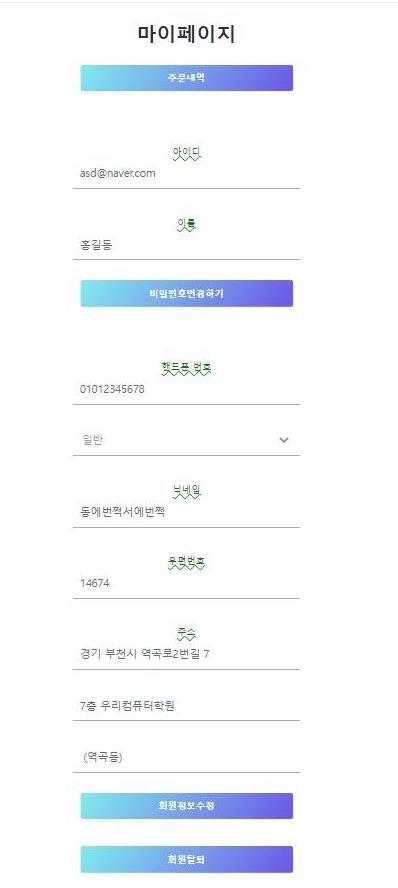 마이페이지
주문내역
아이디
asd@naver.com
이름
홍길동
비밀번호변경하기
핸드폰 번호
01012345678
일반
닉네임
동에번쩍서에번쩍
우편번호
14674
주소
경기 부천시 역곡로2번길 7
7층 우리컴퓨터학원
(역곡동)
회원정보수정
회원탈퇴